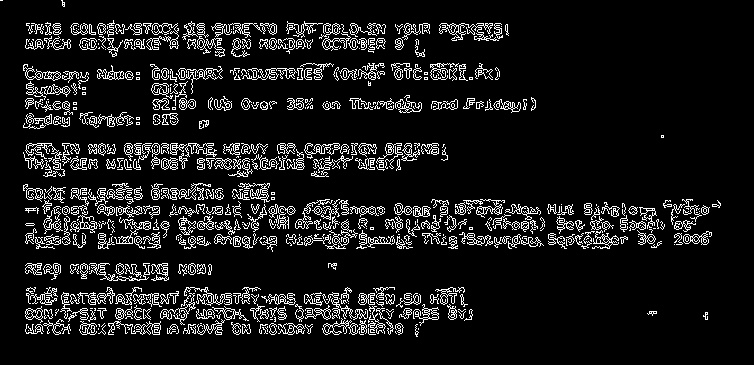 THIS GOLDEN STOCK IS SURE TO PUT GOLD IN YOUR POCKETS!
WATCH GDKI MAKE A MOVE ON MONDAY OCTOBER 9 !
Company Name: GOLDMARK INDUSTRIES (Other OTC:GDKI.PK)
Symbol: GDKI
Price: $2.80 (Up Over 35% on Thursday and Friday!)
Target: $15
GET IN NOW BEFORE THE HEAVY PR CAMPAIGN BEGINS!
THIS GEM WILL POST STRONG GAINS NEXT WEEK!
GDKI RELEASES BREAKING NEWS:
- Frost Appears in Music Video for Snoop Dogg's Brand New Hit Single - "Vato"
- Goldmark Music Executive VP Arturo R. Molina Jr. (Frost) Set to Speak at
Russell Simmons' Los Angeles Hip-Hop Summit This Saturday, September 30, 2006
READ MORE ONLINE NOW!
THE ENTERTAINMENT INDUSTRY HAS NEVER BEEN SO HOT!
DON'T SIT BACK AND WATCH THIS OPPORTUNITY PASS BY!
WATCH GDKI MAKE A MOVE ON MONDAY OCTOBER 9 !